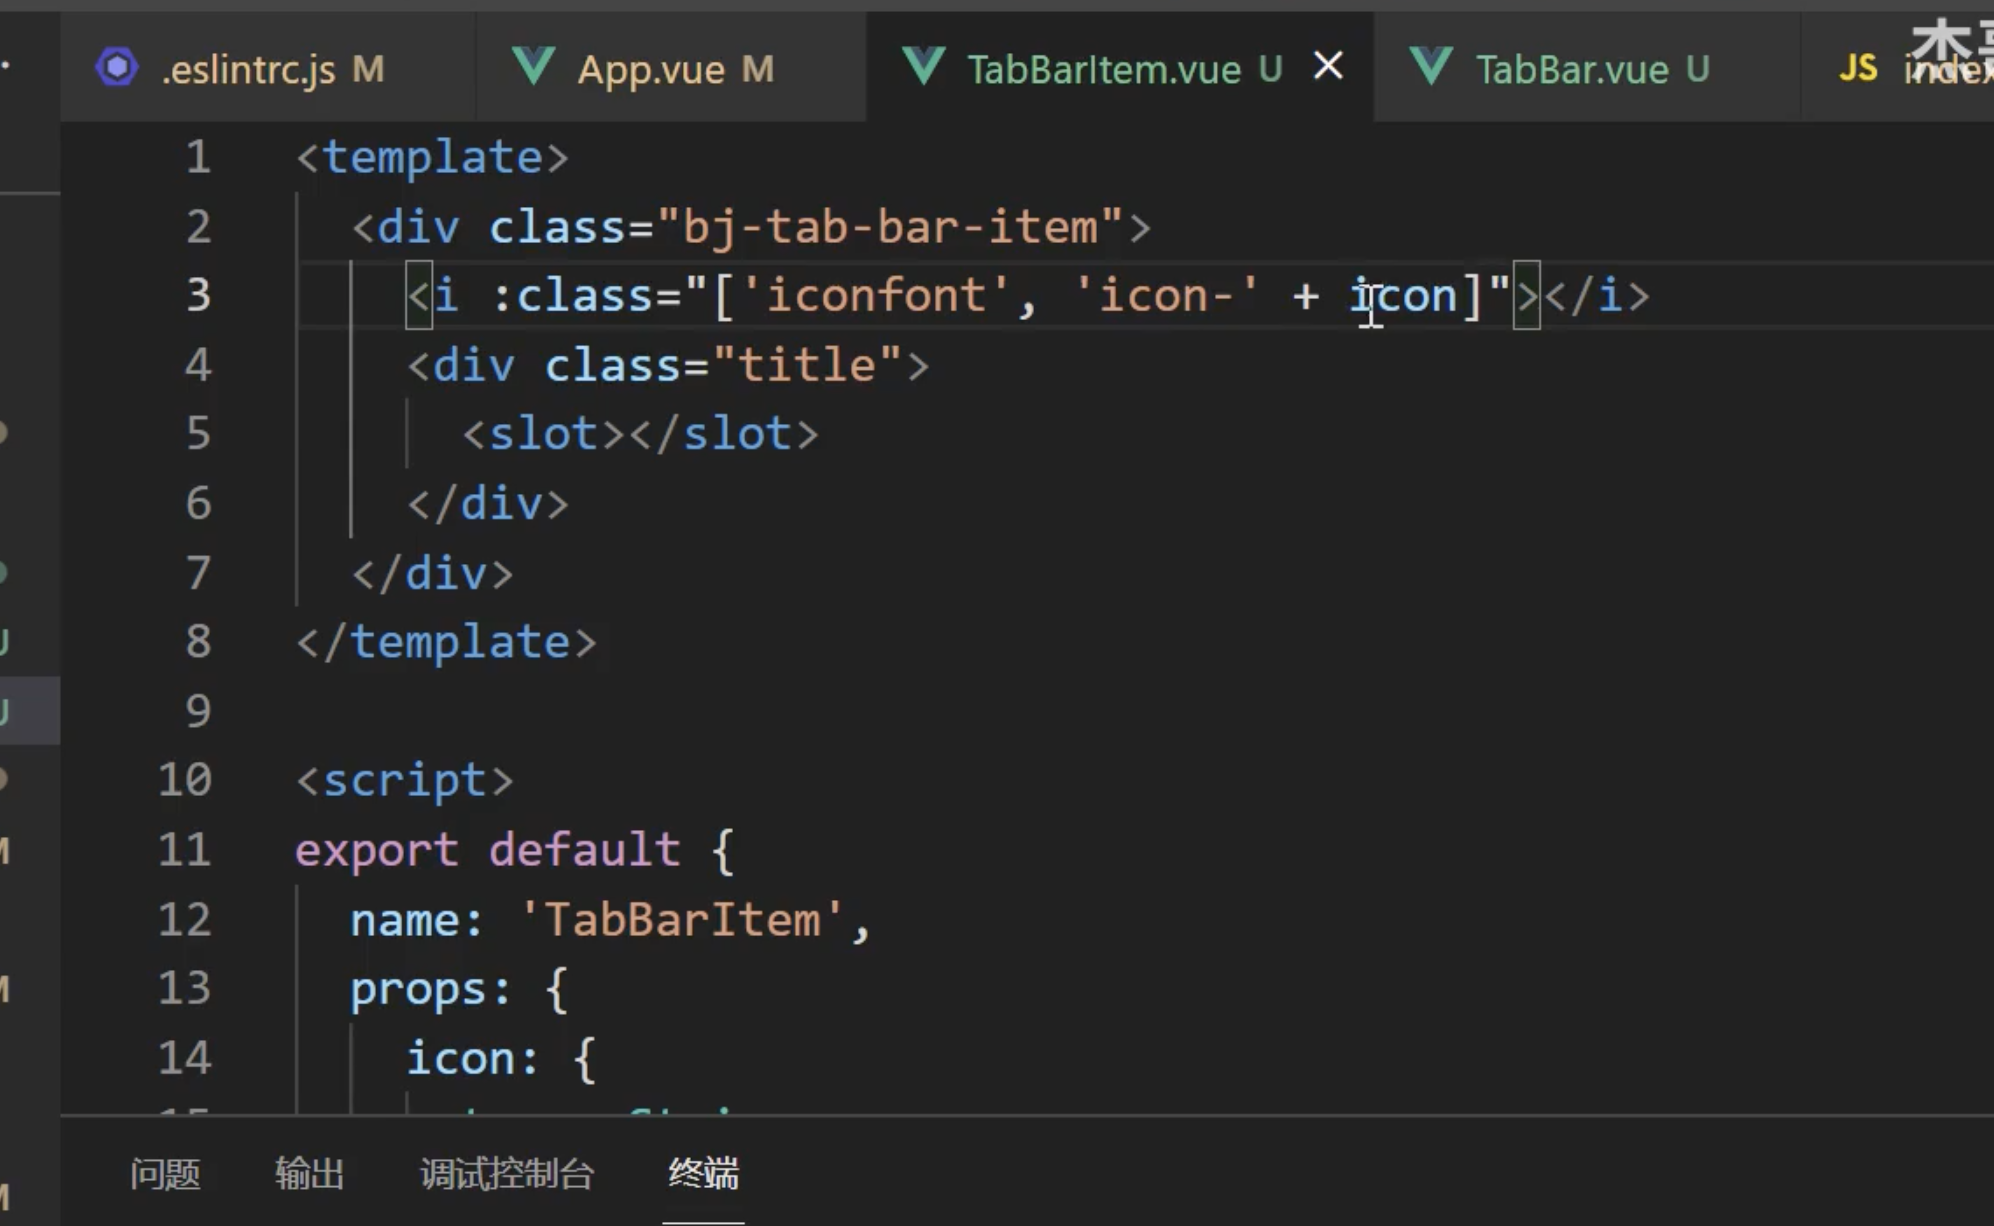 .eslintrc.js M App.vue M TabBarItem.vue U TabBar.vue U JS index
杰
1 <template>
2 <div class="bj-tab-bar-item">
3 <i :class="['iconfont', 'icon-' + icon]"></i>
4 <div class="title">
5 <slot></slot>
6 </div>
7 </div>
8 </template>
9
10 <script>
11 export default {
12 name: 'TabBarItem',
13 props: {
14 icon: {
问题 输出 调试控制台 终端